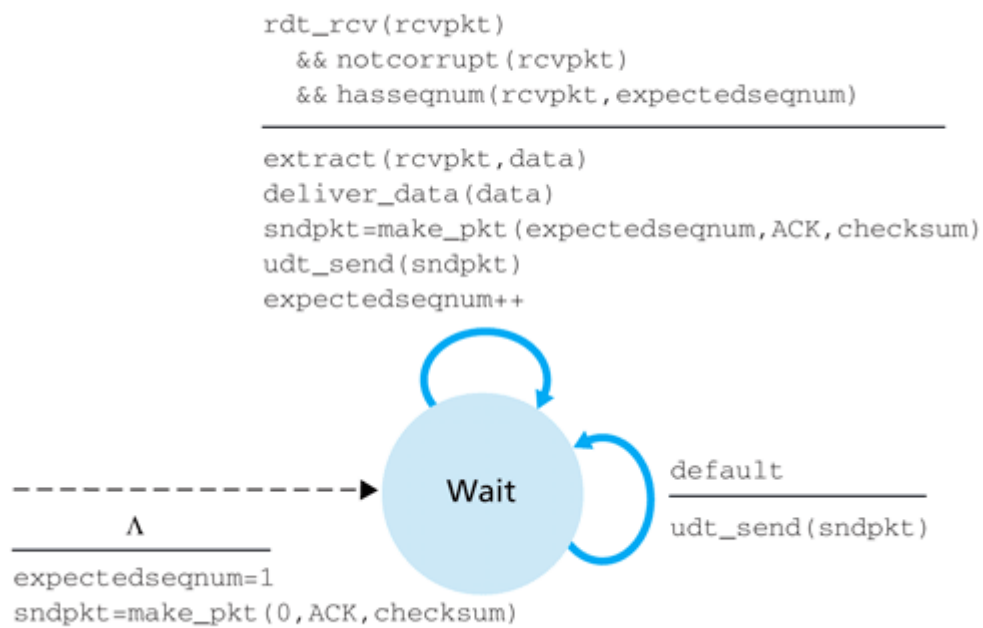 rdt_rcv(rcvpkt)
&& notcorrupt(rcvpkt)
&& hasseqnum(rcvpkt,expectedseqnum)
extract(rcvpkt,data)
deliver_data(data)
sndpkt=make_pkt(expectedseqnum,ACK,checksum)
udt_send(sndpkt)
expectedseqnum++
Wait
default
udt_send(sndpkt)
Λ
expectedseqnum=1
sndpkt=make_pkt(0,ACK,checksum)